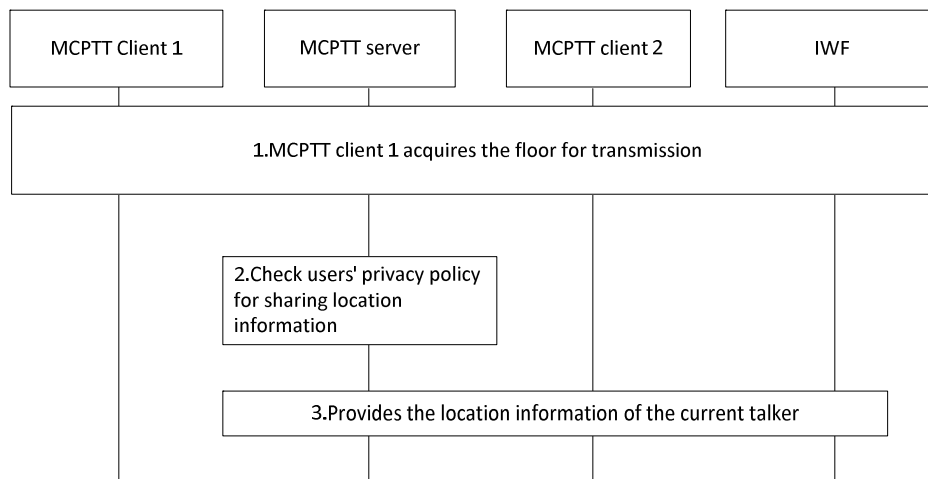 MCPTT Client 1
MCPTT server
MCPTT client 2
IWF
1.MCPTT client 1 acquires the floor for transmission
2.Check users' privacy policy
for sharing location
information
3.Provides the location information of the current talker